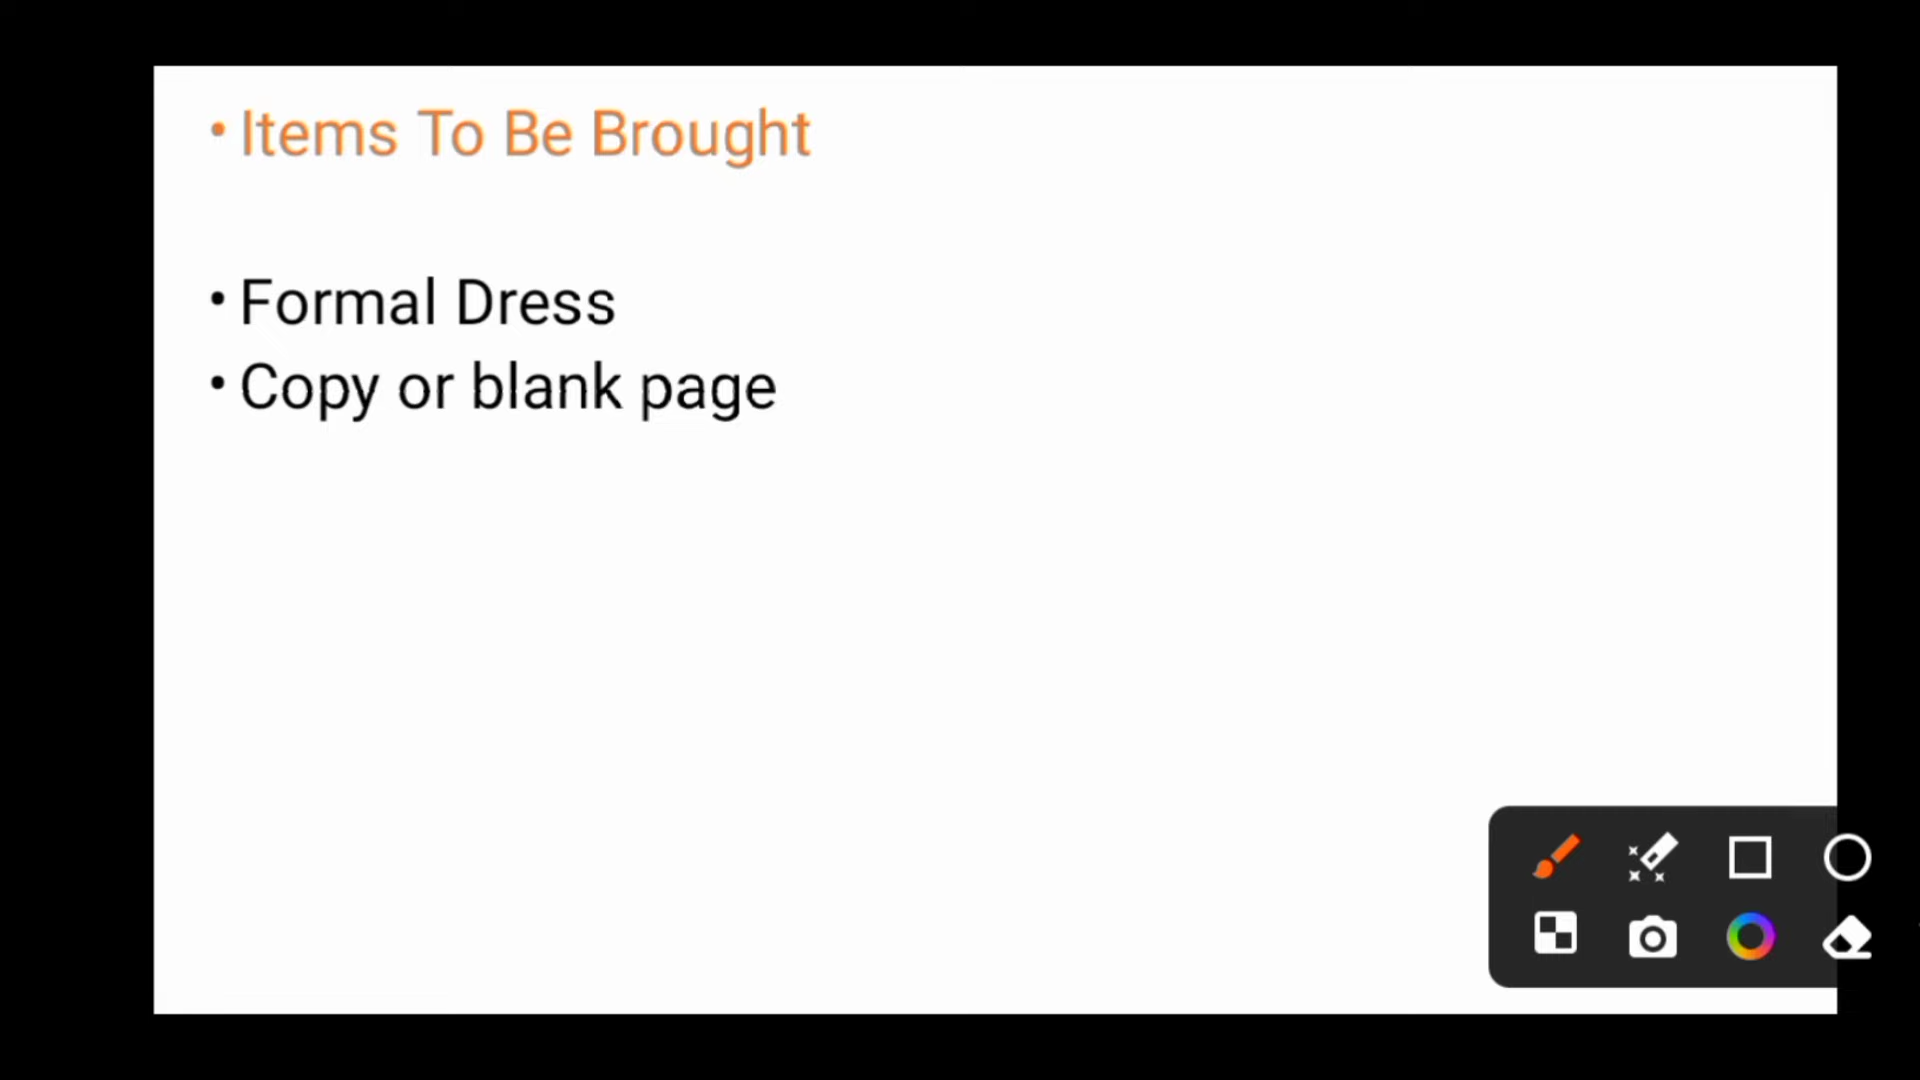 • Items To Be Brought
• Formal Dress
• Copy or blank page